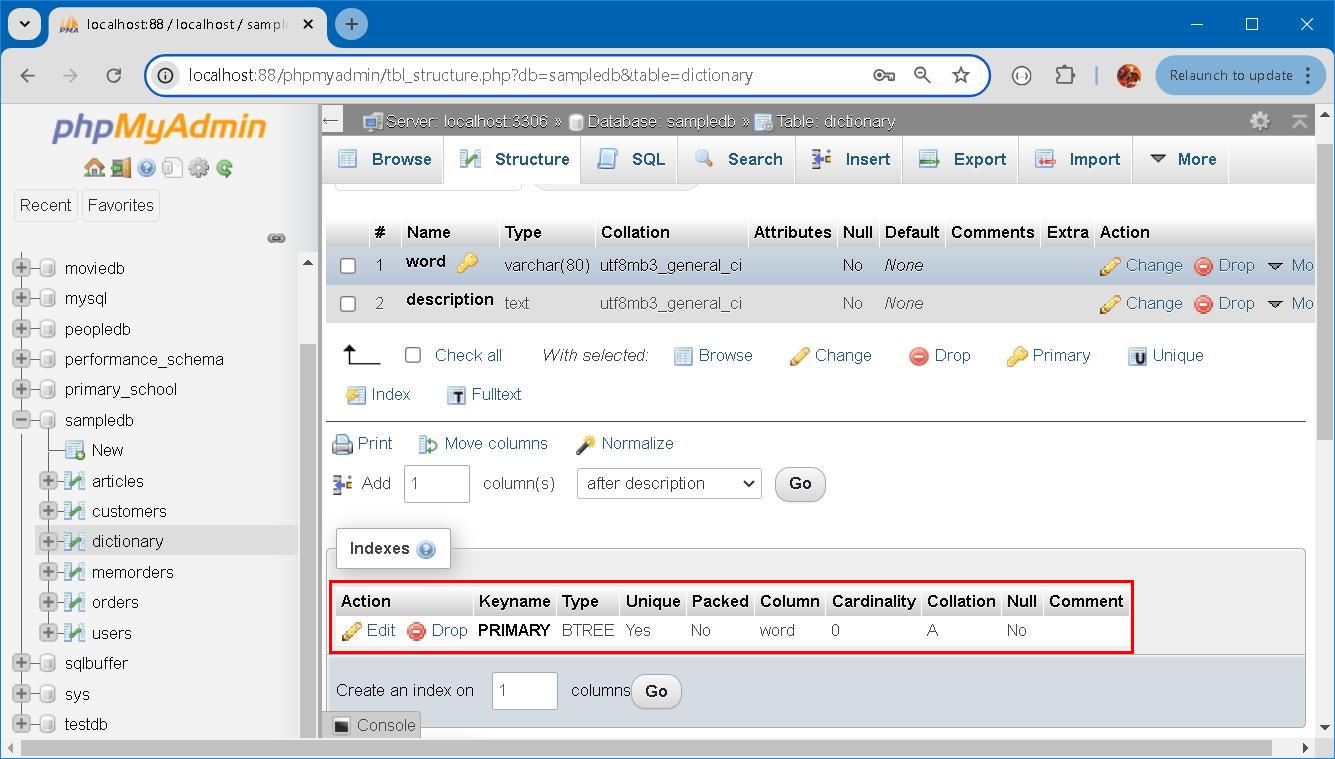 localhost:88 / localhost / sampl
localhost:88/phpmyadmin/tbl_structure.php?db=sampledb&table=dictionary
Relaunch to update
phpMyAdmin
Recent Favorites
moviedb
mysql
peopledb
performance_schema
primary_school
sampledb
New
articles
customers
dictionary
memorders
orders
users
sqlbuffer
sys
testdb
Server: localhost:3306 » Database: sampledb » Table: dictionary
Browse Structure SQL Search Insert Export Import More
# Name Type Collation Attributes Null Default Comments Extra Action
1 word varchar(80) utf8mb3_general_ci No None Change Drop Mo
2 description text utf8mb3_general_ci No None Change Drop Mo
Check all With selected: Browse Change Drop Primary Unique
Index Fulltext
Print Move columns Normalize
Add 1 column(s) after description Go
Indexes
Action Keyname Type Unique Packed Column Cardinality Collation Null Comment
Edit Drop PRIMARY BTREE Yes No word 0 A No
Create an index on 1 columns Go
Console